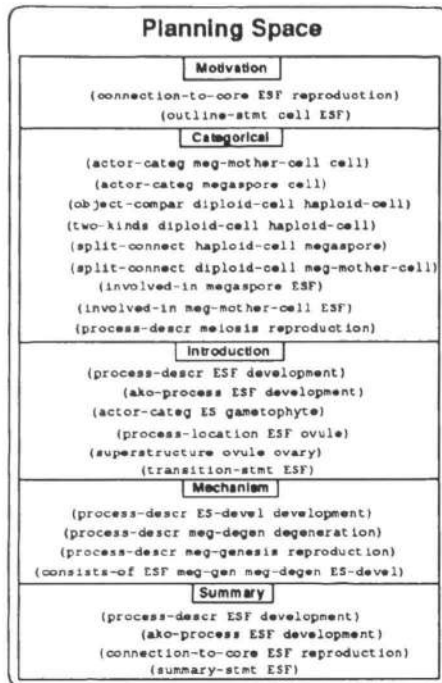 Planning Space
Motivation
(connection-to-core ESF reproduction)
(outline-stmt cell ESF)
Categorical
(actor-categ meg-mother-cell cell)
(actor-categ megaspore cell)
(object-compar diploid-cell haploid-cell)
(two-kinds diploid-cell haploid-cell)
(split-connect haploid-cell megaspore)
(split-connect diploid-cell meg-mother-cell)
(involved-in megaspore ESF)
(involved-in meg-mother-cell ESF)
(process-descr meiosis reproduction)
Introduction
(process-descr ESF development)
(ako-process ESF development)
(actor-categ ES gametophyte)
(process-location ESF ovule)
(superstructure ovule ovary)
(transition-stmt ESF)
Mechanism
(process-descr ES-devel development)
(process-descr meg-degen degeneration)
(process-descr meg-genesis reproduction)
(consists-of ESF meg-gen meg-degen ES-devel)
Summary
(process-descr ESF development)
(ako-process ESF development)
(connection-to-core ESF reproduction)
(summary-stmt ESF)